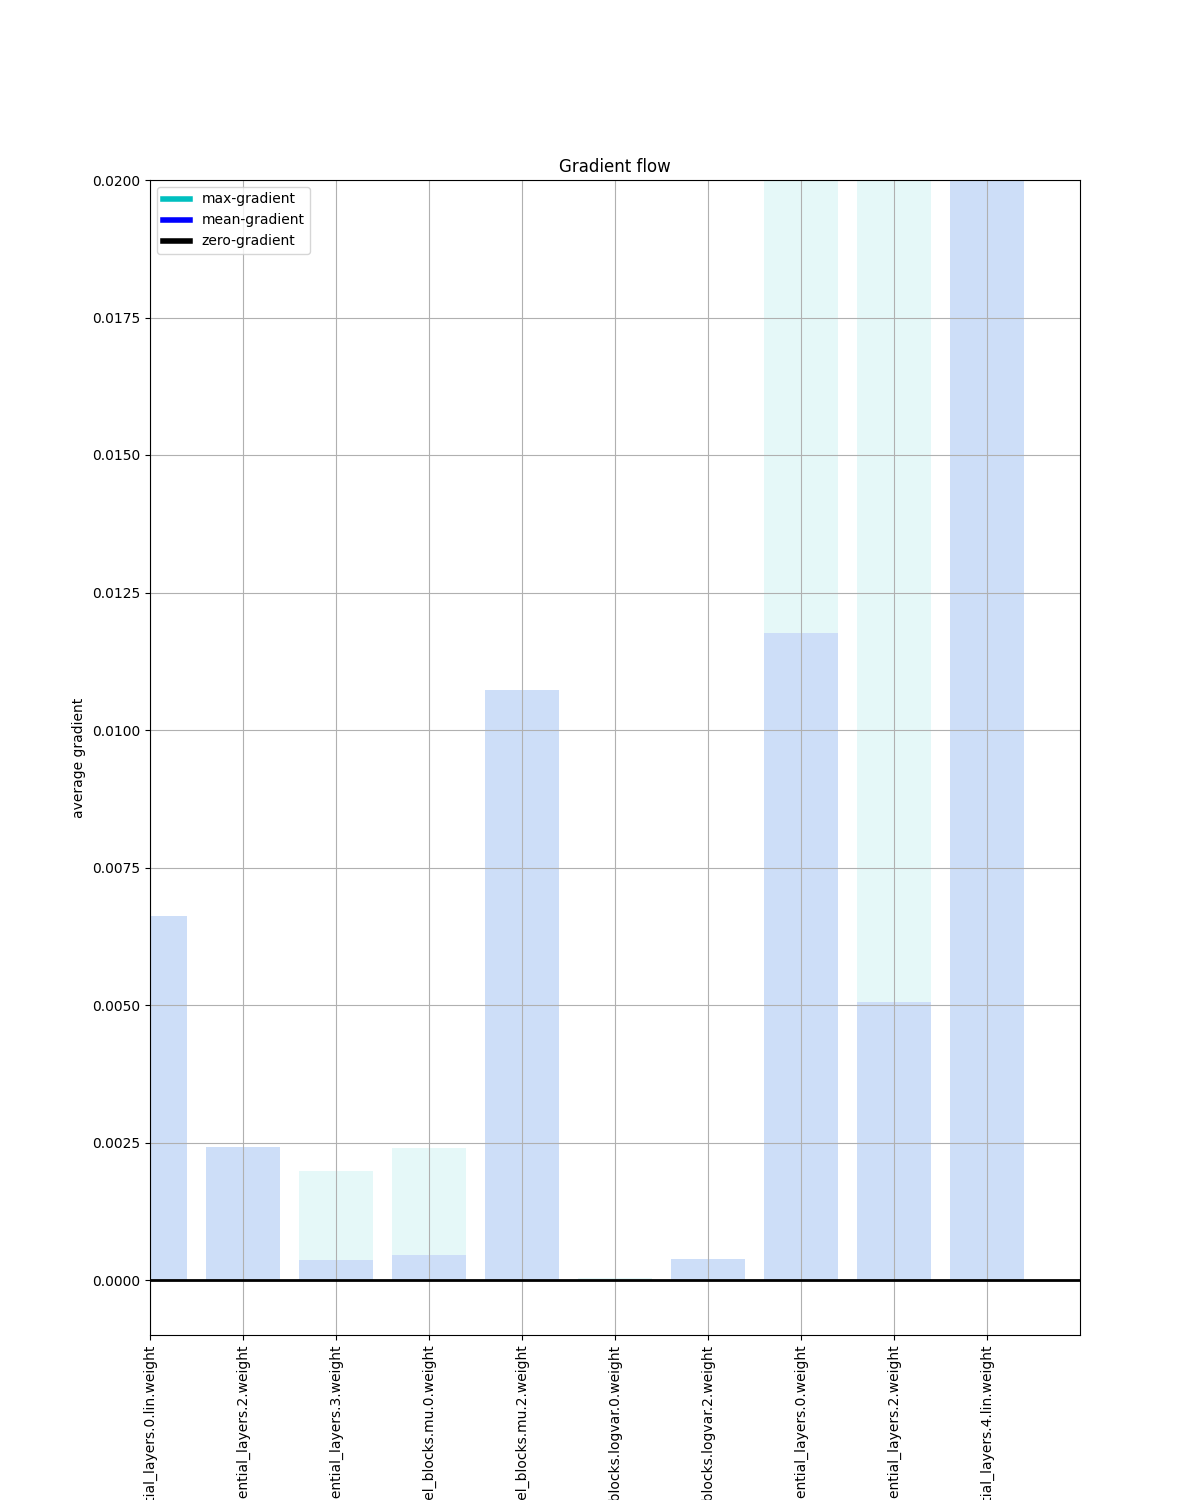 Gradient flow
max-gradient
mean-gradient
zero-gradient
0.0200
0.0175
0.0150
0.0125
0.0100
0.0075
0.0050
0.0025
0.0000
average gradient
tial_layers.0.lin.weight
ential_layers.2.weight
ential_layers.3.weight
el_blocks.mu.0.weight
el_blocks.mu.2.weight
blocks.logvar.0.weight
blocks.logvar.2.weight
ential_layers.0.weight
ential_layers.2.weight
tial_layers.4.lin.weight